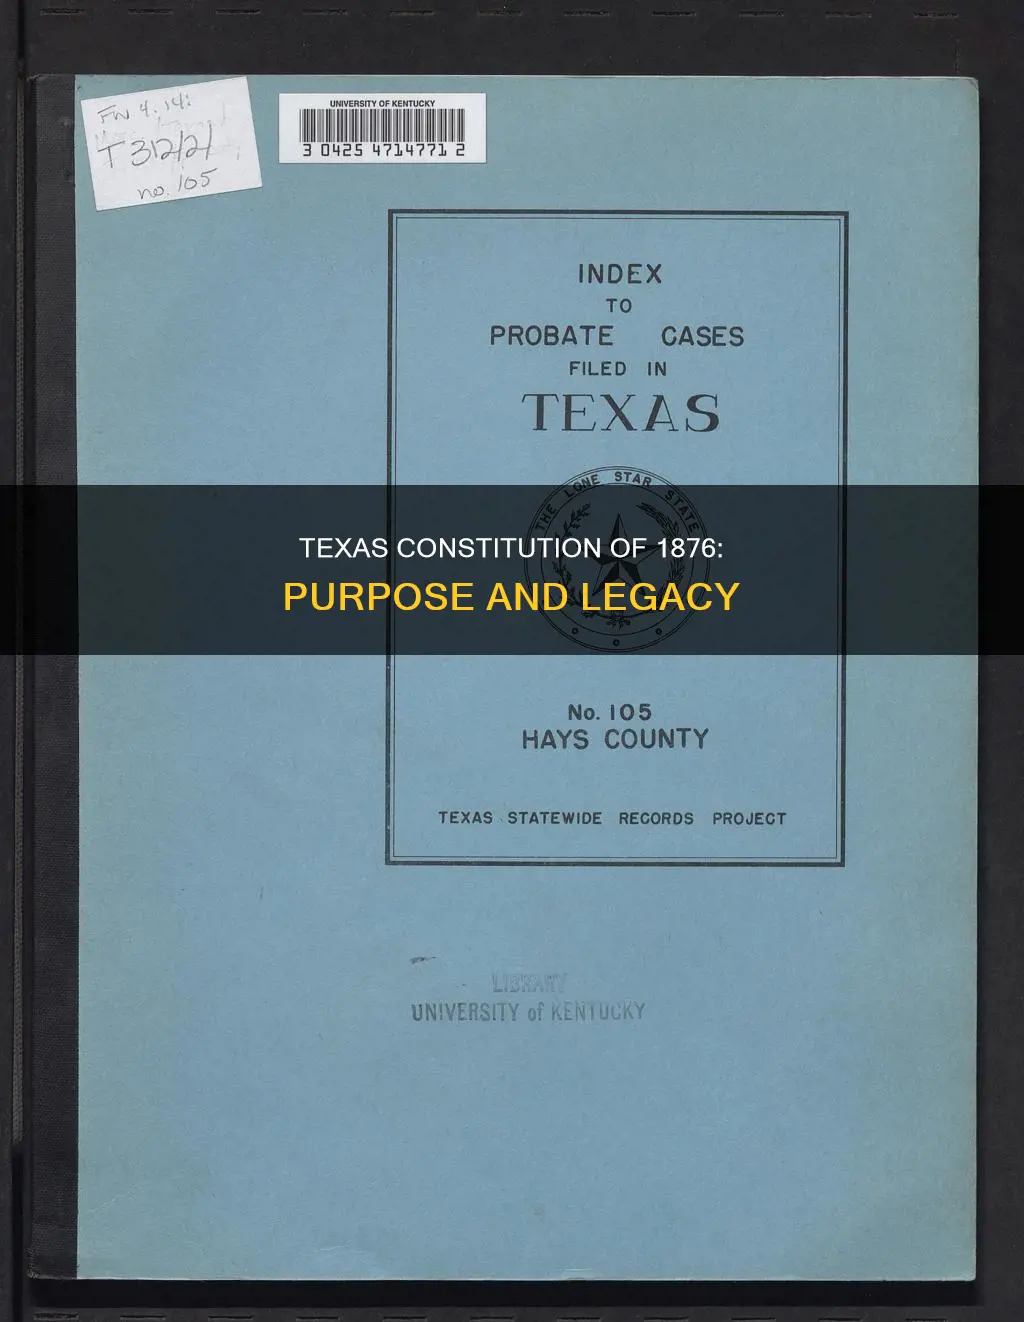 FW 4.14:
T312/2/
no. 105
UNIVERSITY OF KENTUCKY
3 0425 4714771 2
INDEX
TO
PROBATE CASES
FILED IN
TEXAS
THE LONE STAR STATE
TEXAS CONSTITUTION OF 1876:
PURPOSE AND LEGACY
No. 105
HAYS COUNTY
TEXAS STATEWIDE RECORDS PROJECT
LIBRARY
UNIVERSITY of KENTUCKY